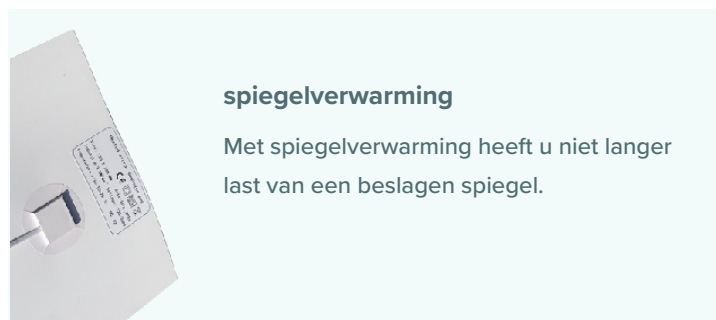 spiegelverwarming
Met spiegelverwarming heeft u niet langer
last van een beslagen spiegel.